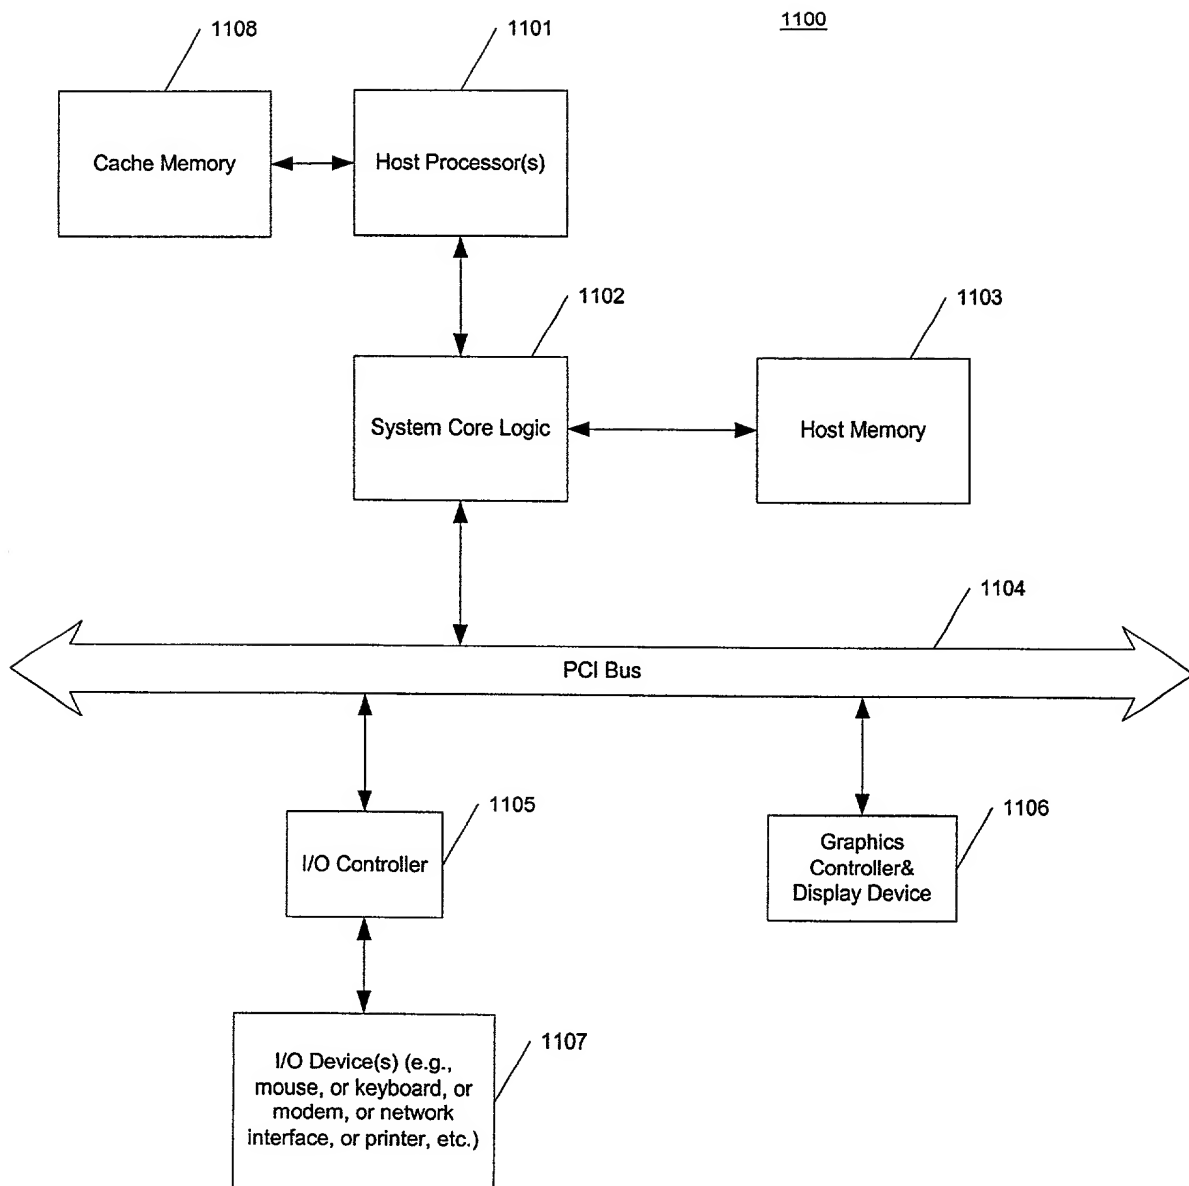 1108
1101
1100
Cache Memory
Host Processor(s)
1102
1103
System Core Logic
Host Memory
1104
PCI Bus
1105
1106
I/O Controller
Graphics
Controller&
Display Device
1107
I/O Device(s) (e.g.,
mouse, or keyboard, or
modem, or network
interface, or printer, etc.)